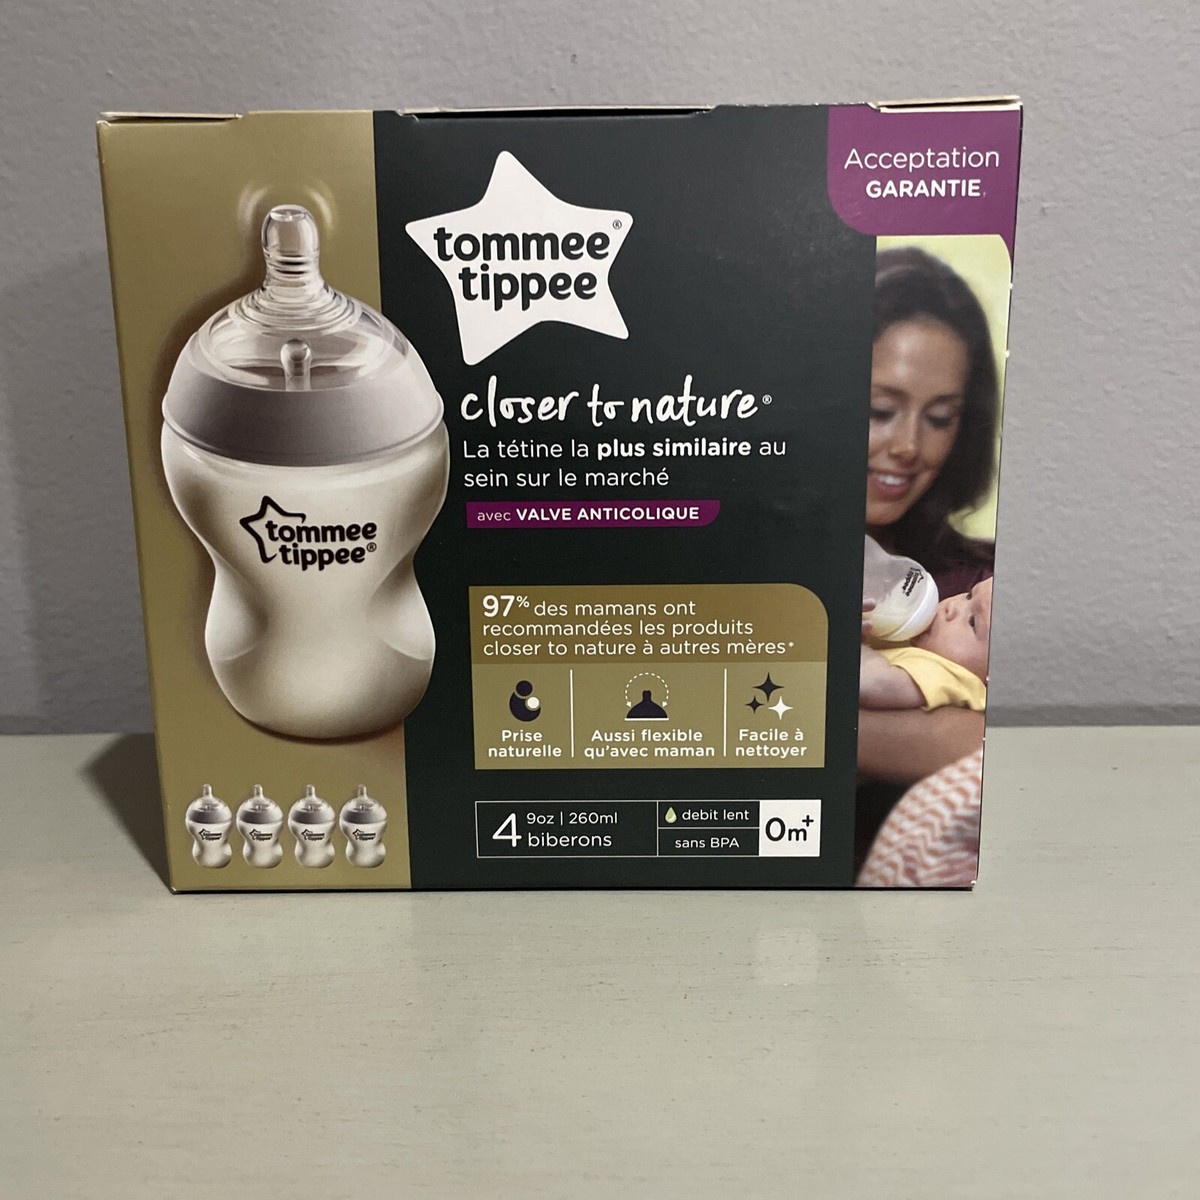 Acceptation
GARANTIE
tommee
tippee®
closer to nature®
La tétine la plus similaire au
sein sur le marché
avec VALVE ANTICOLIQUE
tommee
tippee®
97% des mamans ont
recommandées les produits
closer to nature à autres mères*
Prise
naturelle
Aussi flexible
qu'avec maman
Facile à
nettoyer
4 9oz | 260ml
biberons
debit lent
sans BPA
0m+
tommee
tippee